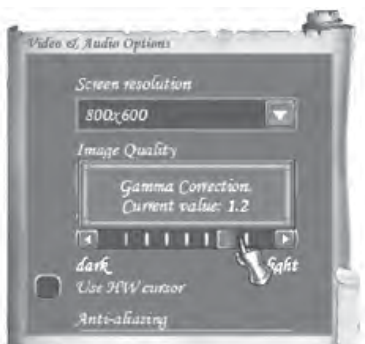 Video & Audio Options
Screen resolution
800x600
Image Quality
Gamma Correction.
Current value: 1.2
dark
light
Use HW cursor
Anti-aliasing